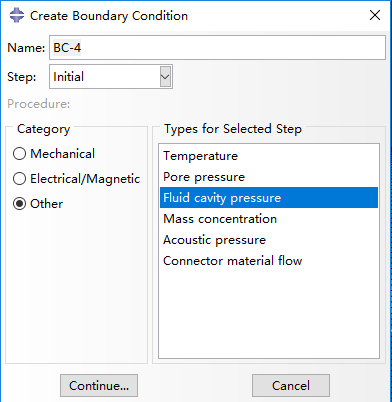 Create Boundary Condition
Name: BC-4
Step: Initial
Procedure:
Category
Mechanical
Electrical/Magnetic
Other
Types for Selected Step
Temperature
Pore pressure
Fluid cavity pressure
Mass concentration
Acoustic pressure
Connector material flow
Continue...
Cancel